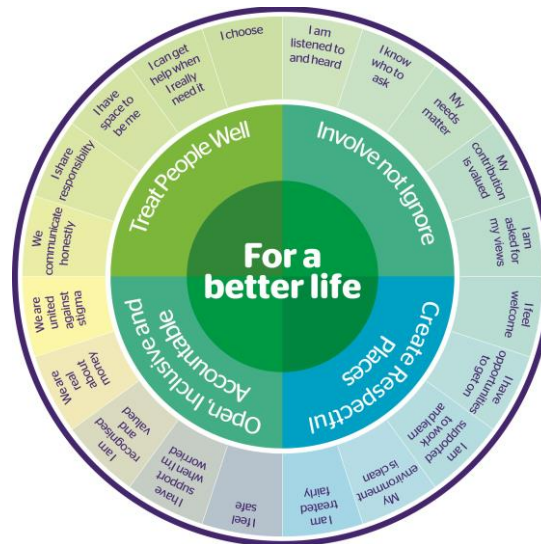 For a
better life
Treat People Well
Involve not Ignore
Create Respectful
Places
Open, Inclusive and
Accountable
I am
listened to
and heard
I know
who to
ask
My
needs
matter
My
contribution
is valued
I am
asked for
my views
I feel
welcome
I have
opportunities
to get on
I am
supported
to work
and learn
My
environment
is clean
I am
treated
fairly
I feel
safe
I have
support
when I'm
worried
I am
recognised
and
valued
We are
real
about
money
We are
united
against
stigma
We
communicate
honestly
I share
responsibilty
I have
space to
be me
I can get
help when
I really
need it
I choose